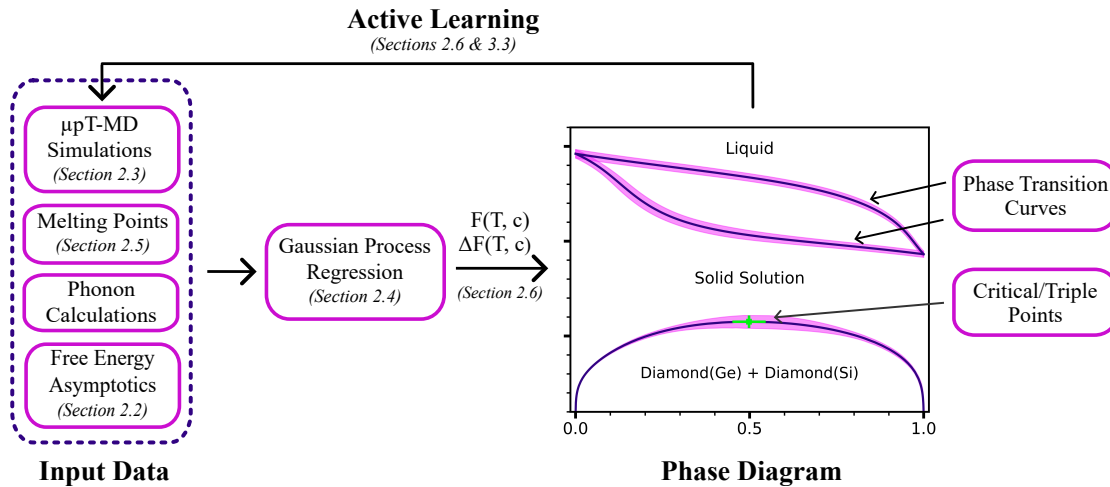 Active Learning
(Sections 2.6 & 3.3)
µpT-MD
Simulations
(Section 2.3)
Melting Points
(Section 2.5)
Phonon
Calculations
Free Energy
Asymptotics
(Section 2.2)
Input Data
Gaussian Process
Regression
(Section 2.4)
F(T, c)
ΔF(T, c)
(Section 2.6)
Liquid
Solid Solution
Diamond(Ge) + Diamond(Si)
0.0
0.5
1.0
Phase Diagram
Phase Transition
Curves
Critical/Triple
Points